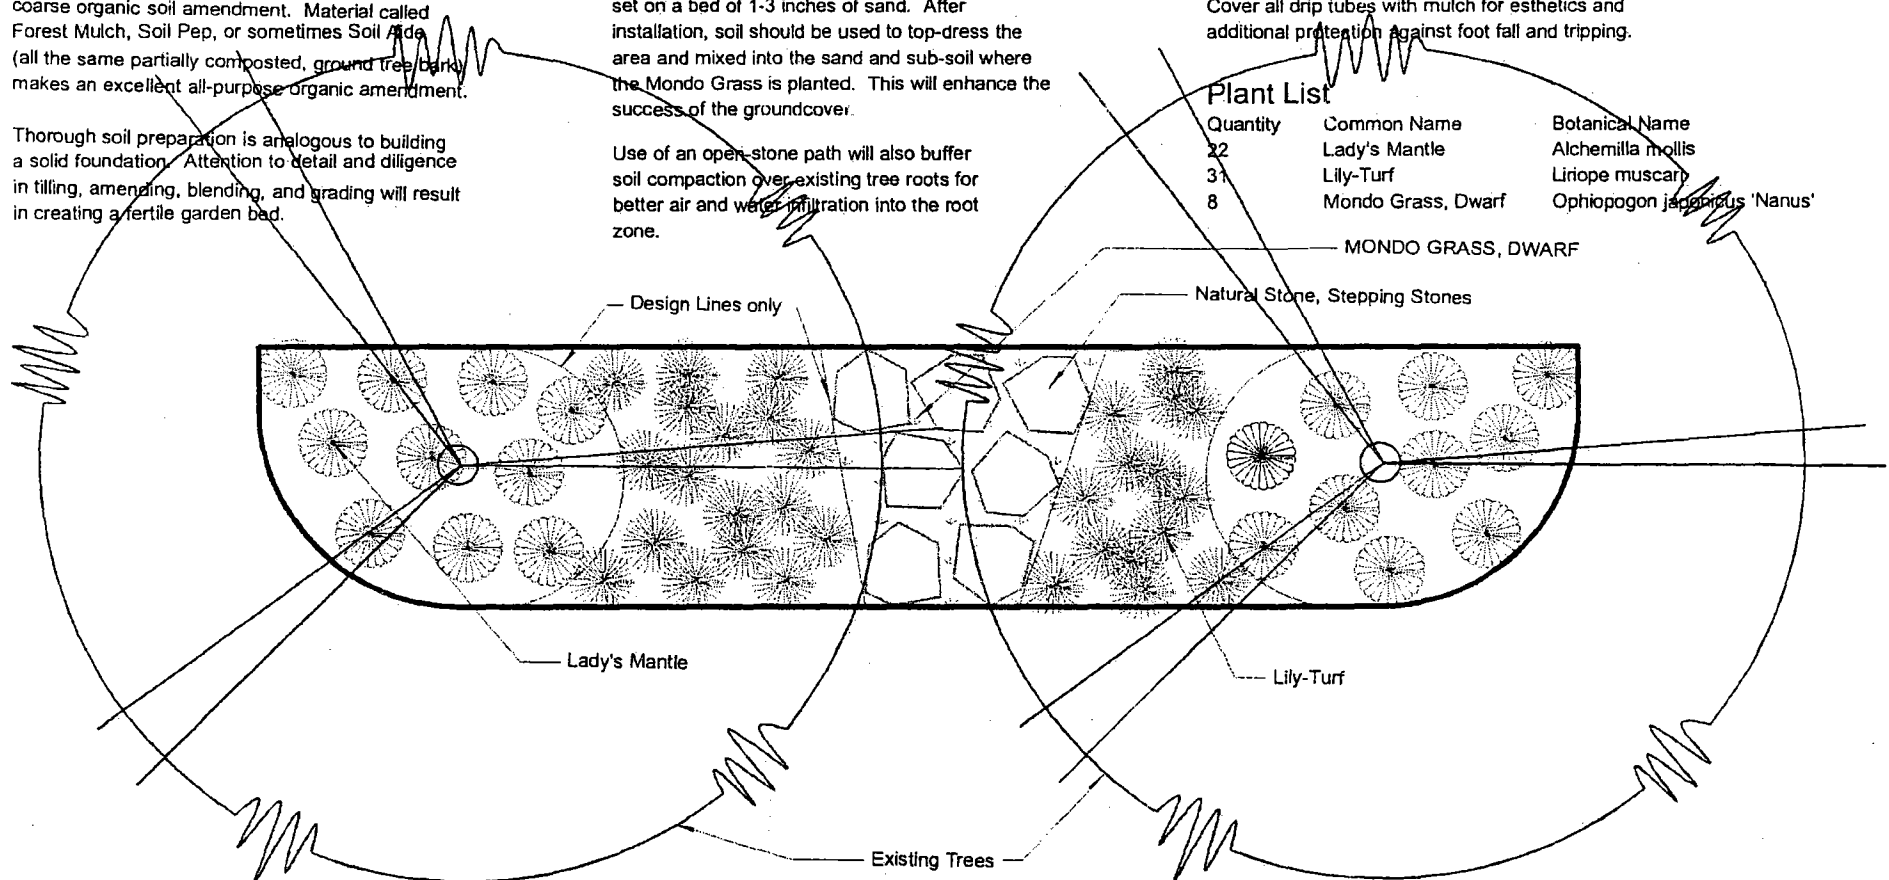 coarse organic soil amendment. Material called
Forest Mulch, Soil Pep, or sometimes Soil Aide
(all the same partially composted, ground tree bark)
makes an excellent all-purpose organic amendment.
Thorough soil preparation is analogous to building
a solid foundation. Attention to detail and diligence
in tilling, amending, blending, and grading will result
in creating a fertile garden bed.
set on a bed of 1-3 inches of sand. After
installation, soil should be used to top-dress the
area and mixed into the sand and sub-soil where
the Mondo Grass is planted. This will enhance the
success of the groundcover.
Use of an open-stone path will also buffer
soil compaction over existing tree roots for
better air and water infiltration into the root
zone.
Cover all drip tubes with mulch for esthetics and
additional protection against foot fall and tripping.
Plant List
Quantity Common Name Botanical Name
22 Lady's Mantle Alchemilla mollis
31 Lily-Turf Liriope muscari
8 Mondo Grass, Dwarf Ophiopogon japonicus 'Nanus'
MONDO GRASS, DWARF
Design Lines only
Natural Stone, Stepping Stones
Lady's Mantle
Lily-Turf
Existing Trees